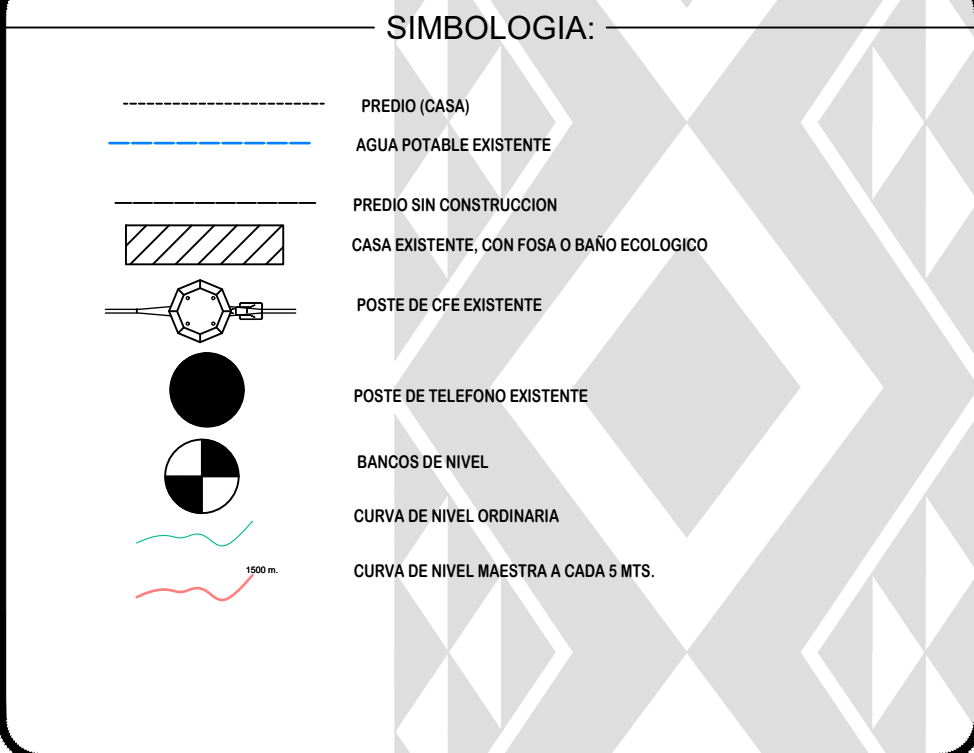 SIMBOLOGIA:
PREDIO (CASA)
AGUA POTABLE EXISTENTE
PREDIO SIN CONSTRUCCION
CASA EXISTENTE, CON FOSA O BAÑO ECOLOGICO
POSTE DE CFE EXISTENTE
POSTE DE TELEFONO EXISTENTE
BANCOS DE NIVEL
CURVA DE NIVEL ORDINARIA
1500 m.
CURVA DE NIVEL MAESTRA A CADA 5 MTS.